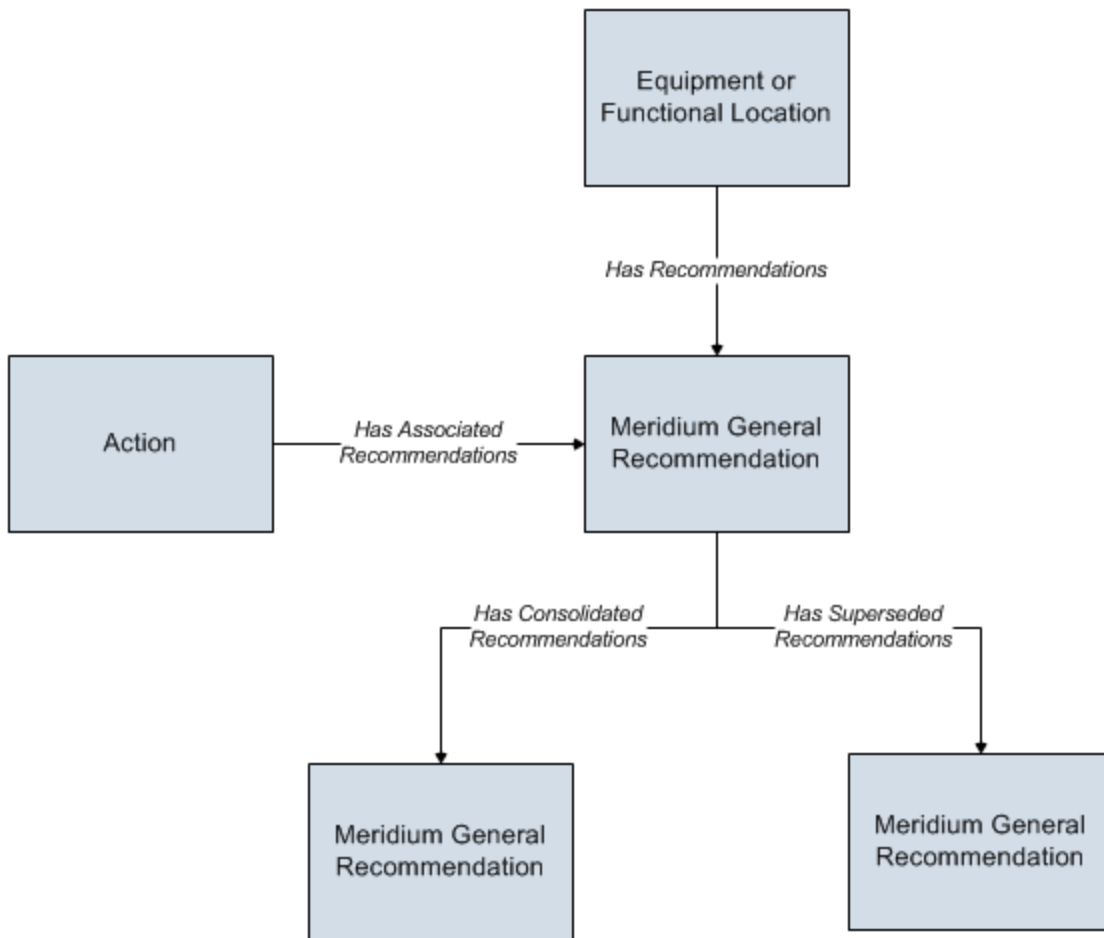 Equipment or
Functional Location
Has Recommendations
Action
Has Associated
Recommendations
Meridium General
Recommendation
Has Consolidated
Recommendations
Has Superseded
Recommendations
Meridium General
Recommendation
Meridium General
Recommendation